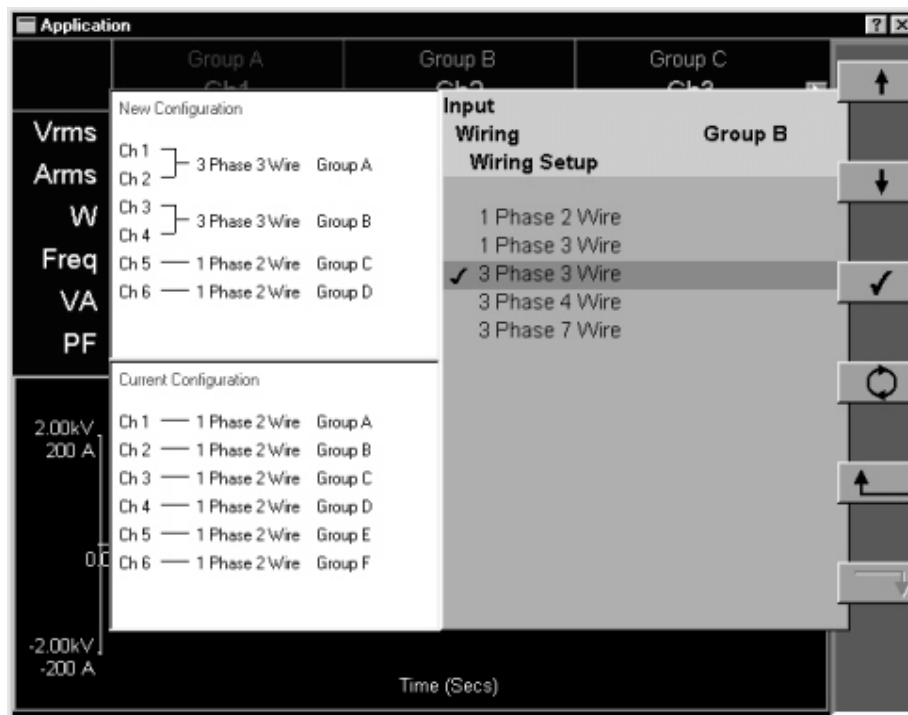 Application
Group A Group B Group C
Vrms
Arms
W
Freq
VA
PF
2.00kV
200 A
-2.00kV
-200 A
Time (Secs)
New Configuration
Ch 1
Ch 2
3 Phase 3 Wire Group A
Ch 3
Ch 4
3 Phase 3 Wire Group B
Ch 5 1 Phase 2 Wire Group C
Ch 6 1 Phase 2 Wire Group D
Current Configuration
Ch 1 1 Phase 2 Wire Group A
Ch 2 1 Phase 2 Wire Group B
Ch 3 1 Phase 2 Wire Group C
Ch 4 1 Phase 2 Wire Group D
Ch 5 1 Phase 2 Wire Group E
Ch 6 1 Phase 2 Wire Group F
Input
Wiring Group B
Wiring Setup
1 Phase 2 Wire
1 Phase 3 Wire
✓ 3 Phase 3 Wire
3 Phase 4 Wire
3 Phase 7 Wire